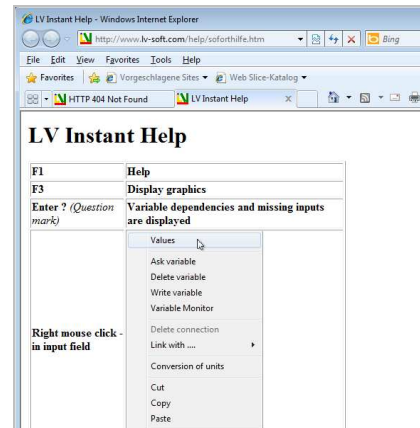 LV Instant Help - Windows Internet Explorer
http://www.lv-soft.com/help/soforthilfe.htm
Bing
File Edit View Favorites Tools Help
Favorites Vorgeschlagene Sites Web Slice-Katalog
HTTP 404 Not Found LV Instant Help x
LV Instant Help
F1 Help
F3 Display graphics
Enter ? (Question Variable dependencies and missing inputs
mark) are displayed
Values
Ask variable
Delete variable
Write variable
Variable Monitor
Delete connection
Right mouse click -
in input field
Link with ....
Conversion of units
Cut
Copy
Paste